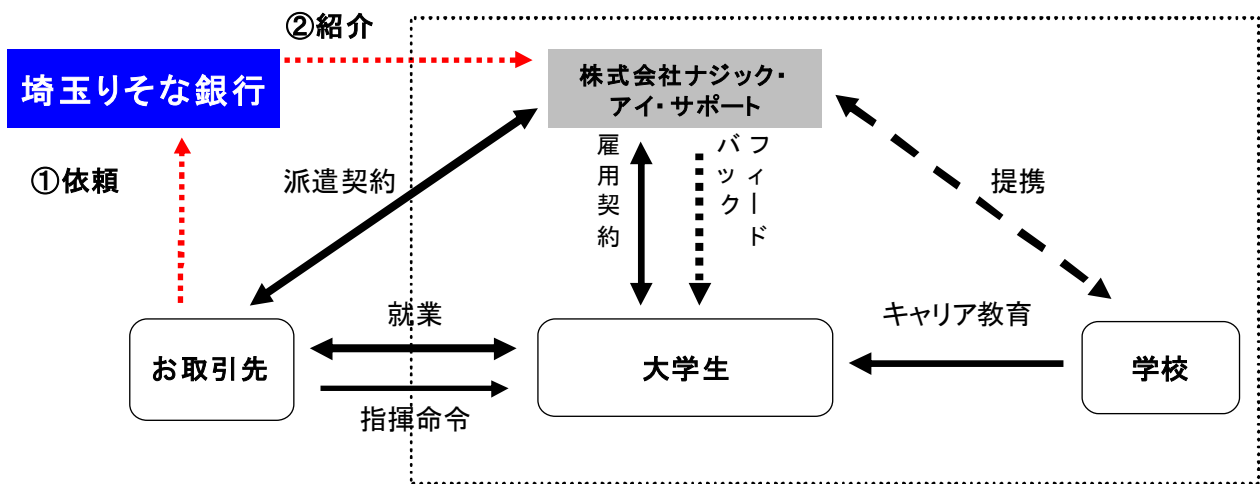 ②紹介
埼玉りそな銀行
株式会社ナジック・
アイ・サポート
①依頼
派遣契約
雇用契約
フィード
バック
提携
就業
キャリア教育
お取引先
大学生
学校
指揮命令